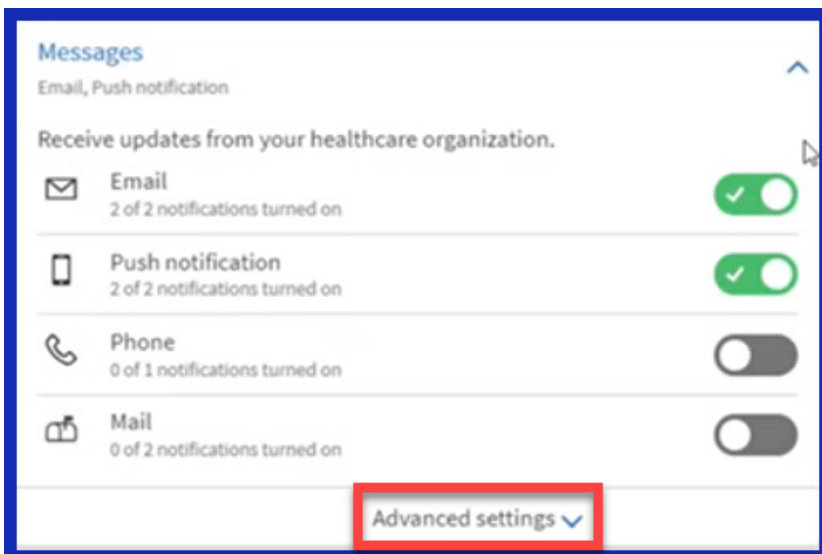 Messages
Email, Push notification
Receive updates from your healthcare organization.
Email
2 of 2 notifications turned on
Push notification
2 of 2 notifications turned on
Phone
0 of 1 notifications turned on
Mail
0 of 2 notifications turned on
Advanced settings